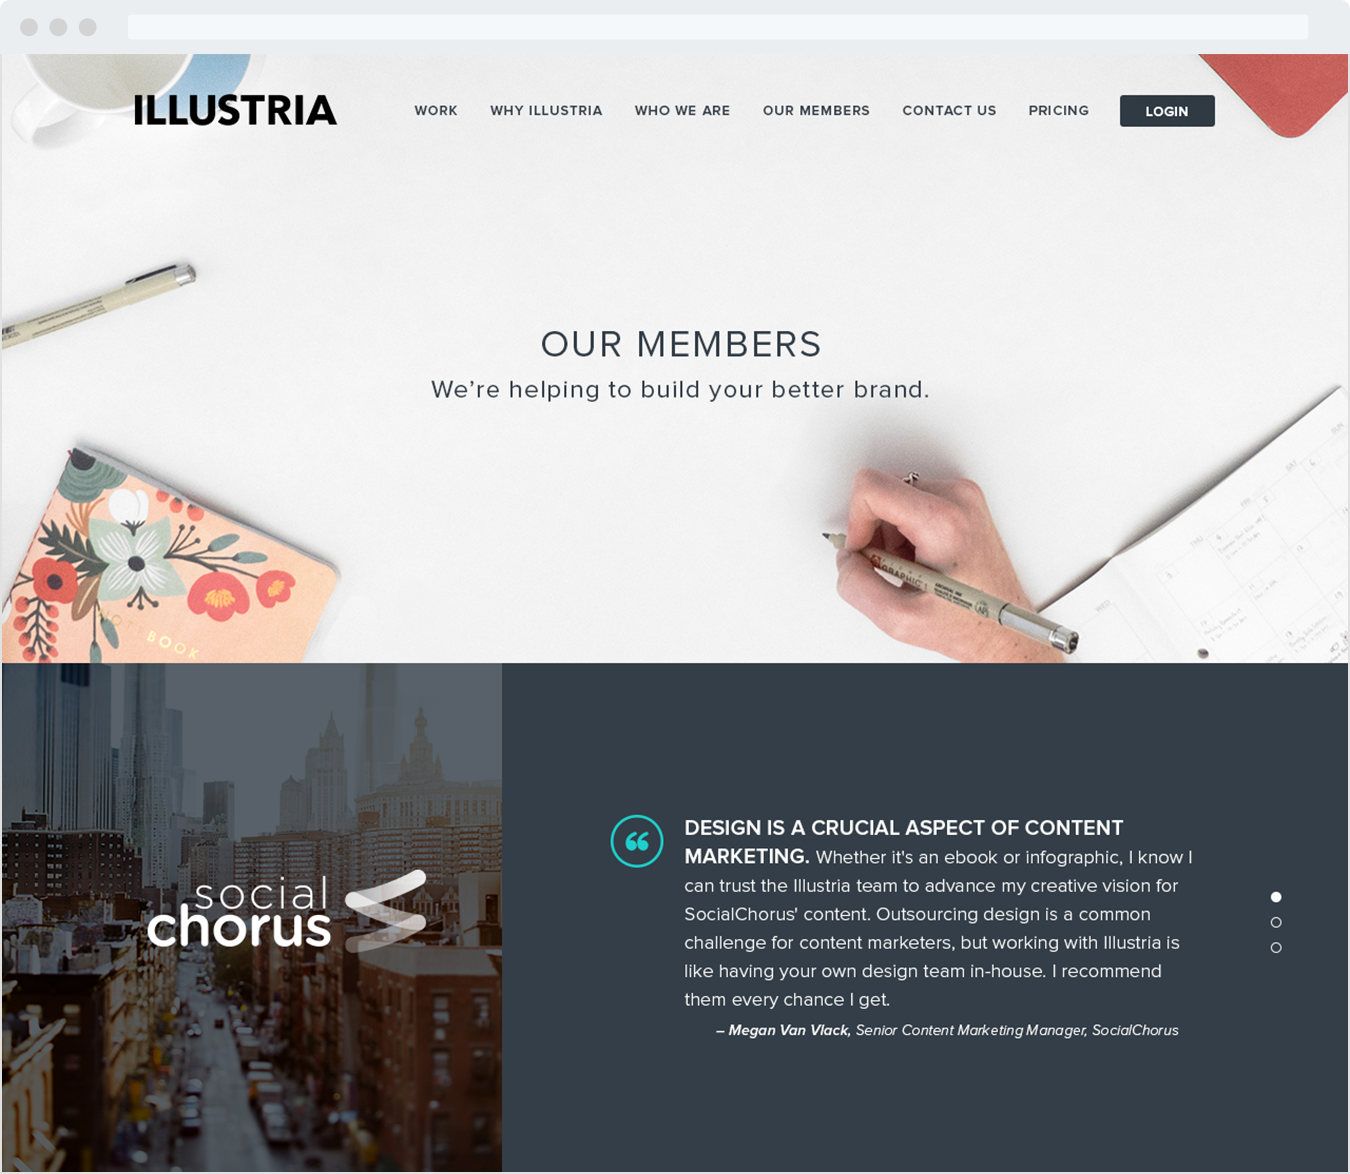 ILLUSTRIA
WORK WHY ILLUSTRIA WHO WE ARE OUR MEMBERS CONTACT US PRICING LOGIN
OUR MEMBERS
We're helping to build your better brand.
NOTEBOOK
GRAPHIC
social
chorus
DESIGN IS A CRUCIAL ASPECT OF CONTENT
MARKETING. Whether it's an ebook or infographic, I know I
can trust the Illustria team to advance my creative vision for
SocialChorus' content. Outsourcing design is a common
challenge for content marketers, but working with Illustria is
like having your own design team in-house. I recommend
them every chance I get.
– Megan Van Vlack, Senior Content Marketing Manager, SocialChorus